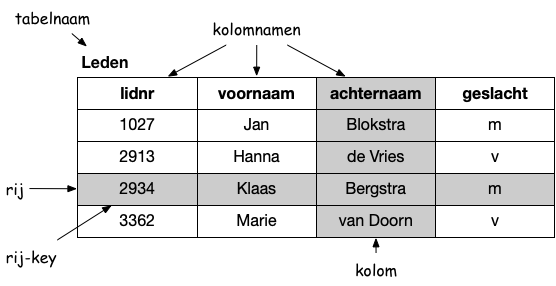 tabelnaam
kolomnamen
Leden
lidnr voornaam achternaam geslacht
1027 Jan Blokstra m
2913 Hanna de Vries v
rij 2934 Klaas Bergstra m
3362 Marie van Doorn v
rij-key
kolom